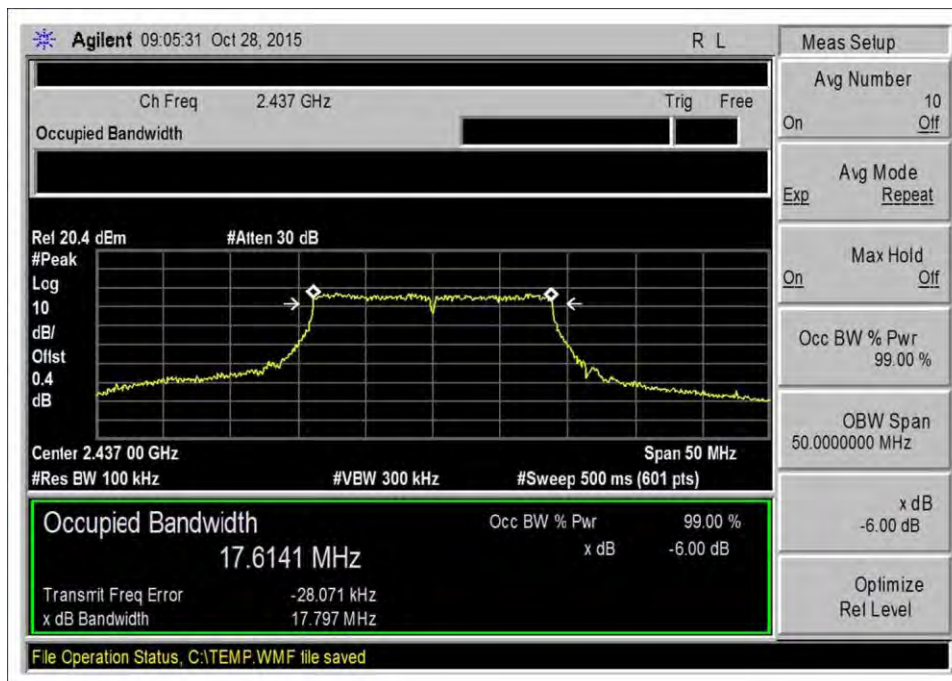 Agilent 09:05:31 Oct 28, 2015 R L
Meas Setup
Ch Freq 2.437 GHz Trig Free
Occupied Bandwidth
Avg Number
10
On Off
Avg Mode
Exp Repeat
Max Hold
On Off
Occ BW % Pwr
99.00 %
OBW Span
50.0000000 MHz
x dB
-6.00 dB
Optimize
Ref Level
Ref 20.4 dBm #Atten 30 dB
#Peak
Log
10
dB/
Offst
0.4
dB
Center 2.437 00 GHz Span 50 MHz
#Res BW 100 kHz #VBW 300 kHz #Sweep 500 ms (601 pts)
Occupied Bandwidth Occ BW % Pwr 99.00 %
17.6141 MHz x dB -6.00 dB
Transmit Freq Error -28.071 kHz
x dB Bandwidth 17.797 MHz
File Operation Status, C:\TEMP.WMF file saved